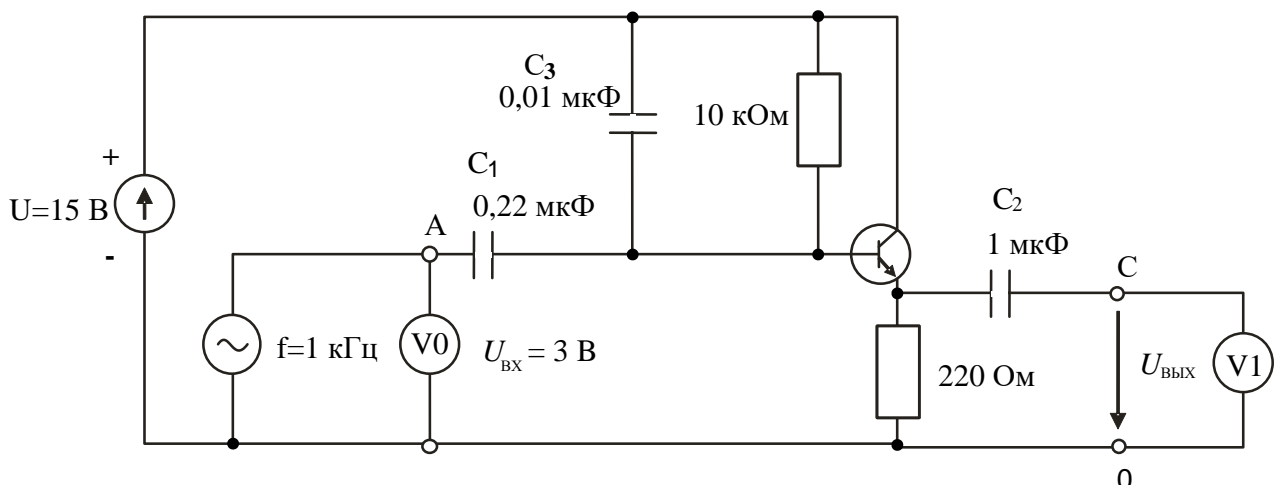 C₃
0,01 мкФ
10 кОм
+
U=15 В
-
C₁
0,22 мкФ
A
C₂
1 мкФ
C
f=1 кГц
V0
Uвх = 3 В
220 Ом
Uвых
V1
0